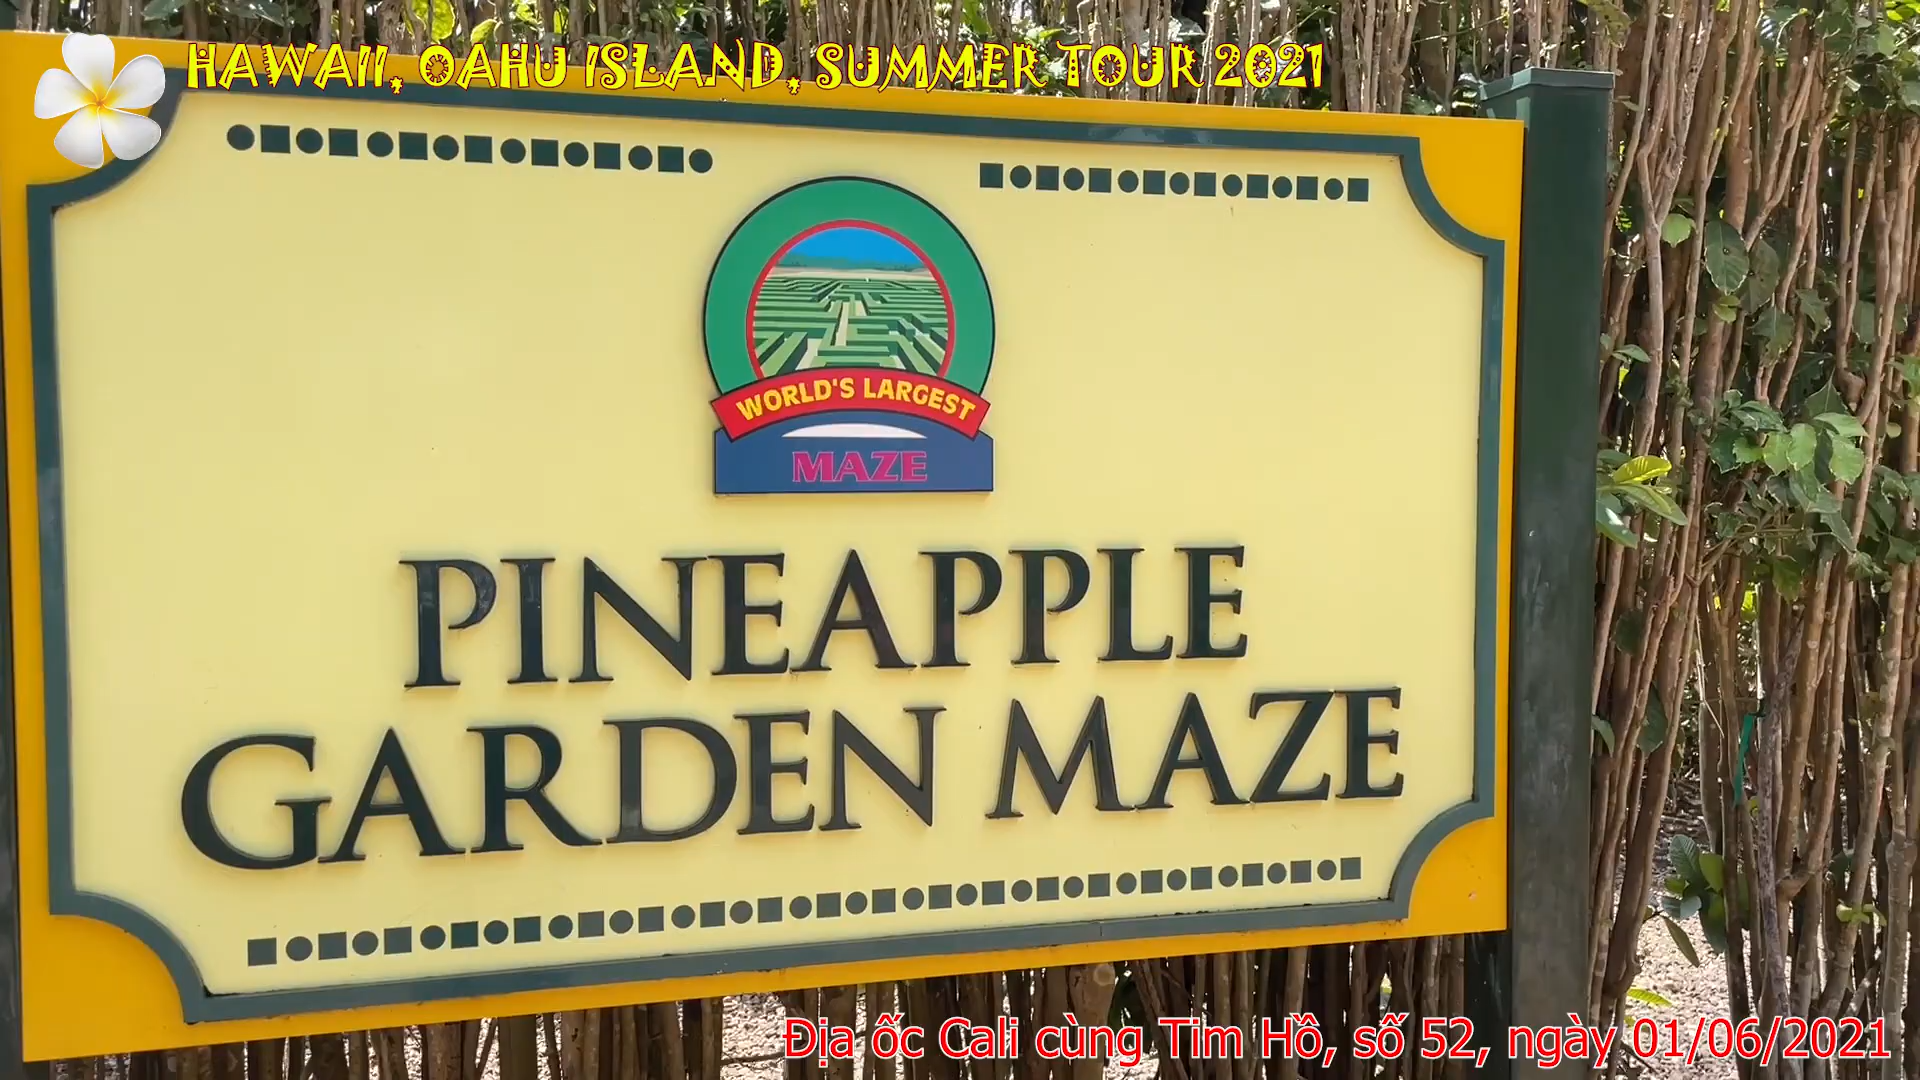 HAWAII, OAHU ISLAND, SUMMER TOUR 2021
WORLD'S LARGEST
MAZE
PINEAPPLE
GARDEN MAZE
Địa ốc Cali cùng Tim Hồ, số 52, ngày 01/06/2021